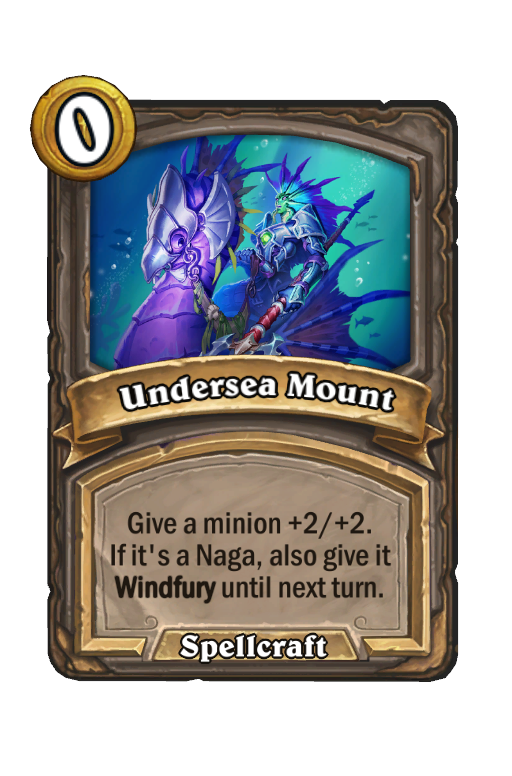 0
Undersea Mount
Give a minion +2/+2.
If it's a Naga, also give it
Windfury until next turn.
Spellcraft